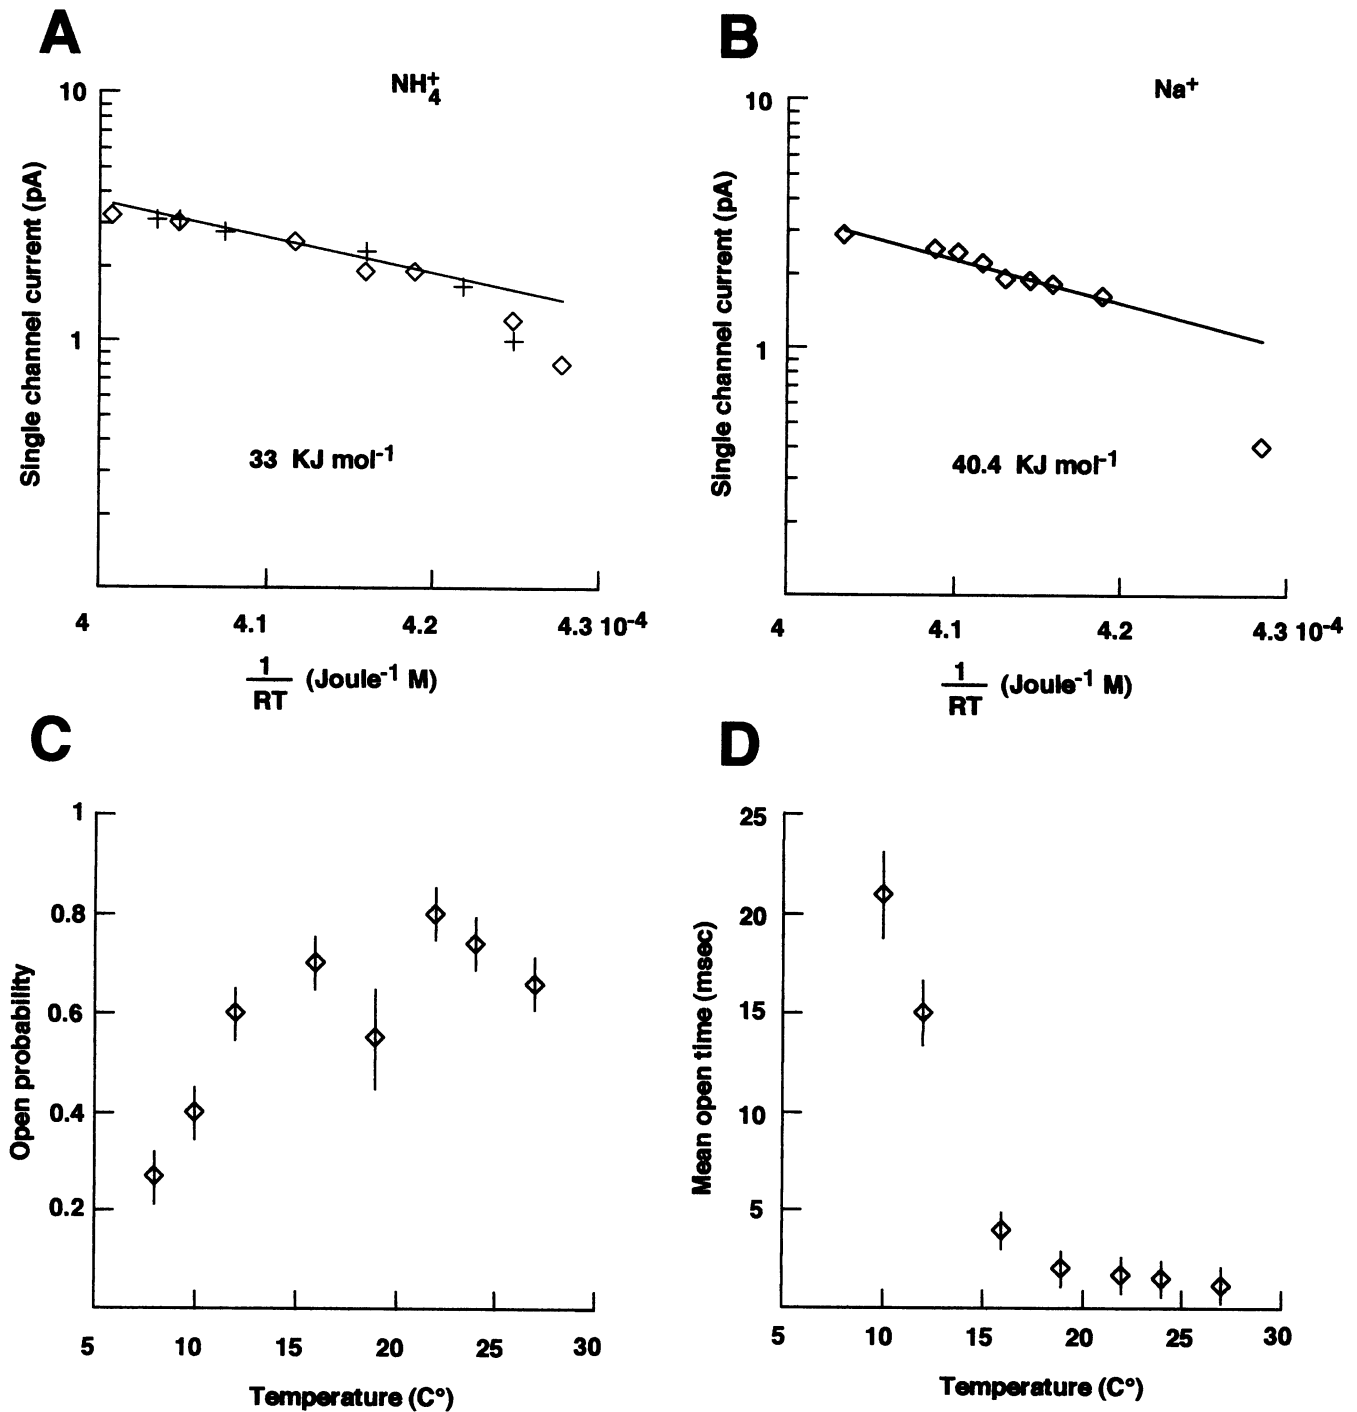 A
NH4+
10
1
Single channel current (pA)
33 KJ mol-1
4 4.1 4.2 4.3 10-4
1
RT
(Joule-1 M)
B
Na+
10
1
Single channel current (pA)
40.4 KJ mol-1
4 4.1 4.2 4.3 10-4
1
RT
(Joule-1 M)
C
1
0.8
0.6
0.4
0.2
Open probability
5 10 15 20 25 30
Temperature (C°)
D
25
20
15
10
5
Mean open time (msec)
5 10 15 20 25 30
Temperature (C°)